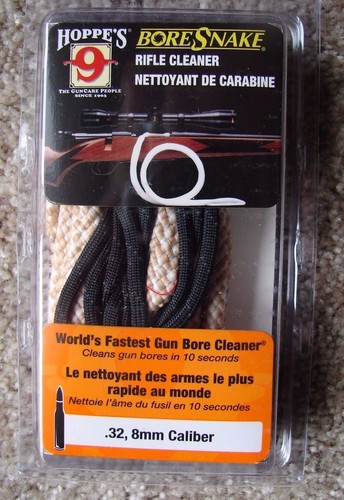 HOPPE'S
9
THE GUNCARE PEOPLE
SINCE 1903
BORESNAKE®
RIFLE CLEANER
NETTOYANT DE CARABINE
World's Fastest Gun Bore Cleaner®
Cleans gun bores in 10 seconds
Le nettoyant des armes le plus
rapide au monde
Nettoie l'âme du fusil en 10 secondes
.32, 8mm Caliber